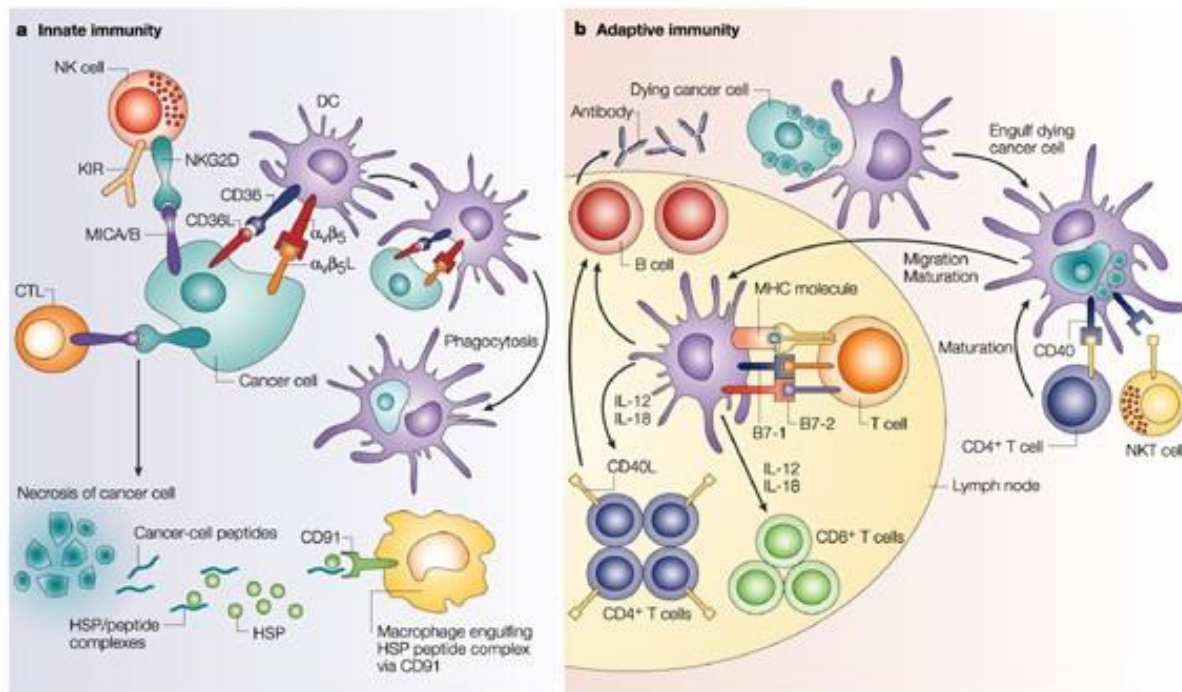 a Innate immunity
NK cell
KIR
NKG2D
MICA/B
DC
CD36
CD36L
αvβ5
αvβ5L
CTL
Cancer cell
Phagocytosis
Necrosis of cancer cell
Cancer-cell peptides
HSP/peptide
complexes
HSP
CD91
Macrophage engulfing
HSP peptide complex
via CD91
b Adaptive immunity
Dying cancer cell
Antibody
Engulf dying
cancer cell
B cell
Migration
Maturation
MHC molecule
CD40
Maturation
IL-12
IL-18
B7-1
B7-2
T cell
CD4+ T cell
NKT cell
CD40L
IL-12
IL-18
Lymph node
CD8+ T cells
CD4+ T cells